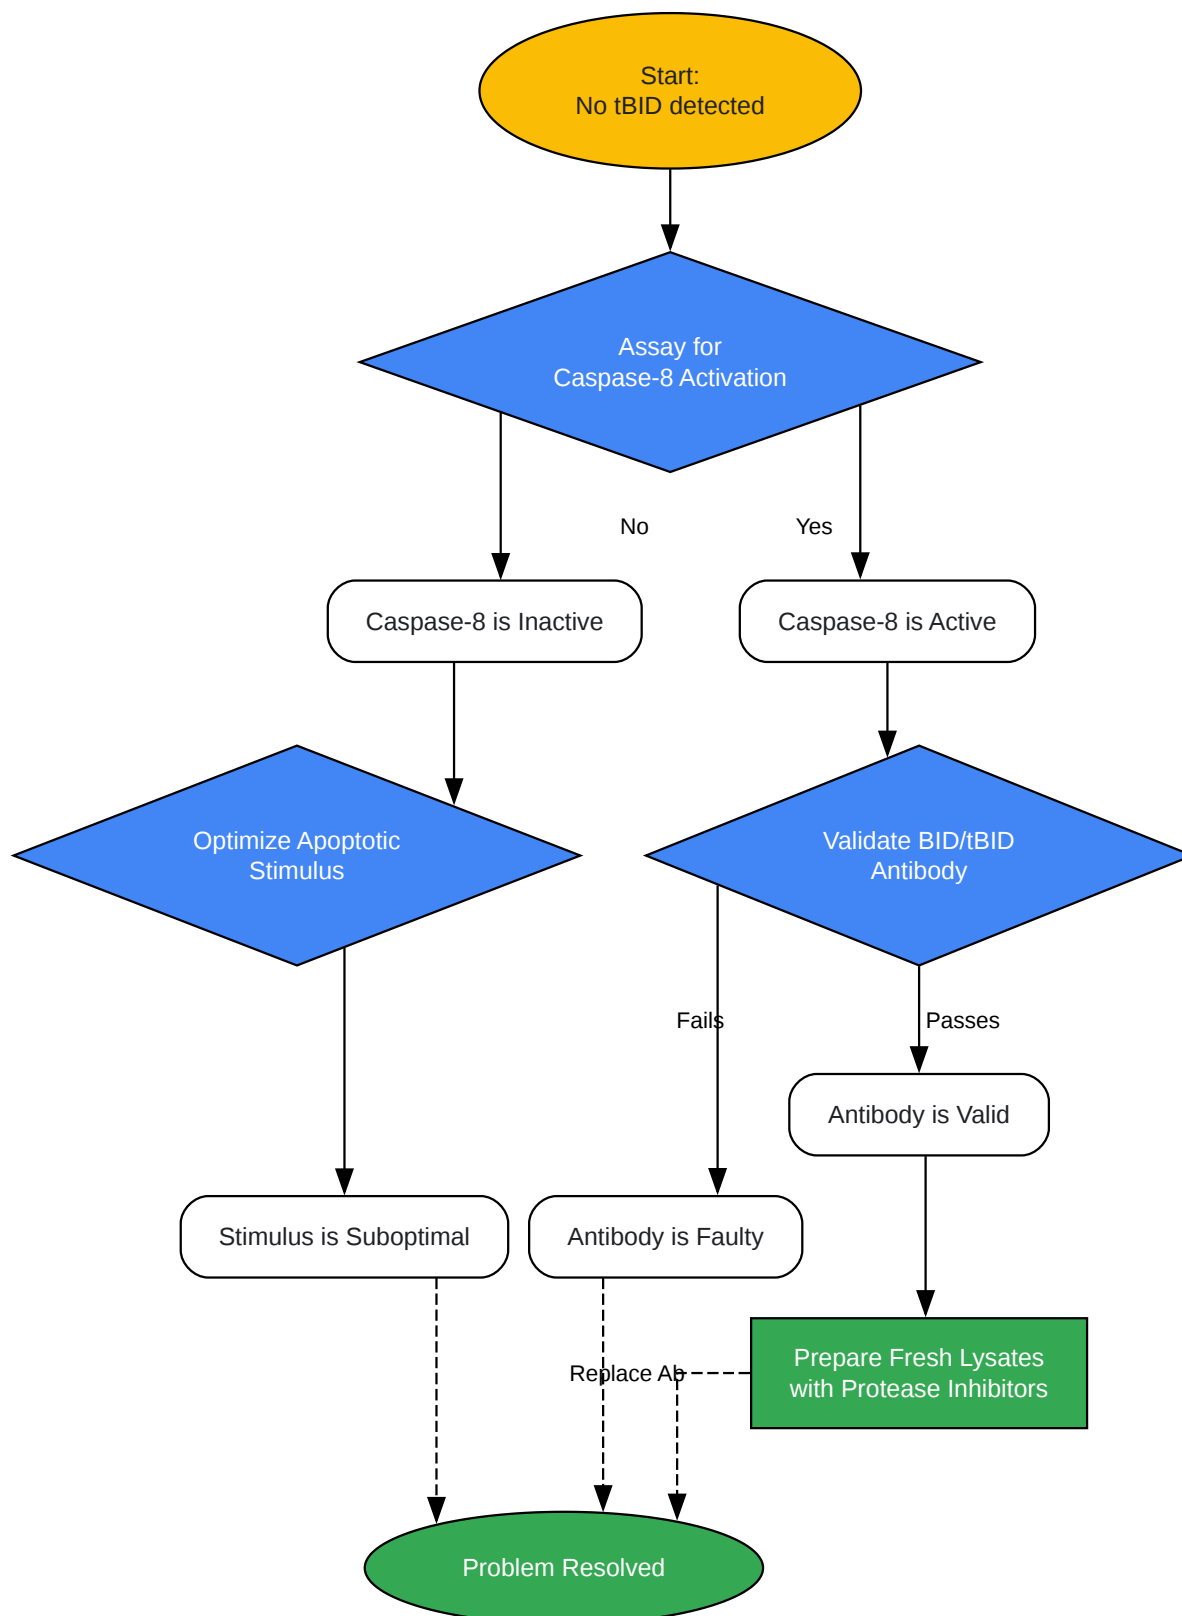 Start:
No tBID detected
Assay for
Caspase-8 Activation
No
Yes
Caspase-8 is Inactive
Caspase-8 is Active
Optimize Apoptotic
Stimulus
Validate BID/tBID
Antibody
Fails
Passes
Antibody is Valid
Stimulus is Suboptimal
Antibody is Faulty
Prepare Fresh Lysates
with Protease Inhibitors
Replace Ab
Problem Resolved